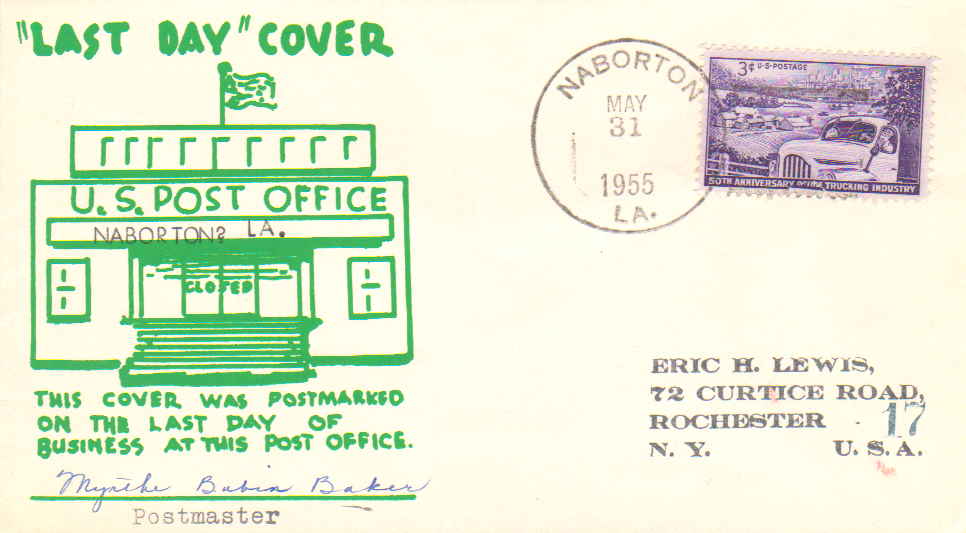 "LAST DAY" COVER
U.S. POST OFFICE
NABORTON? LA.
CLOSED
THIS COVER WAS POSTMARKED
ON THE LAST DAY OF
BUSINESS AT THIS POST OFFICE.
Baker
Postmaster
NABORTON
MAY
31
1955
LA.
3¢ U·S·POSTAGE
50TH ANNIVERSARY TRUCKING INDUSTRY
ERIC H. LEWIS,
72 CURTICE ROAD,
ROCHESTER 17
N. Y. U. S. A.